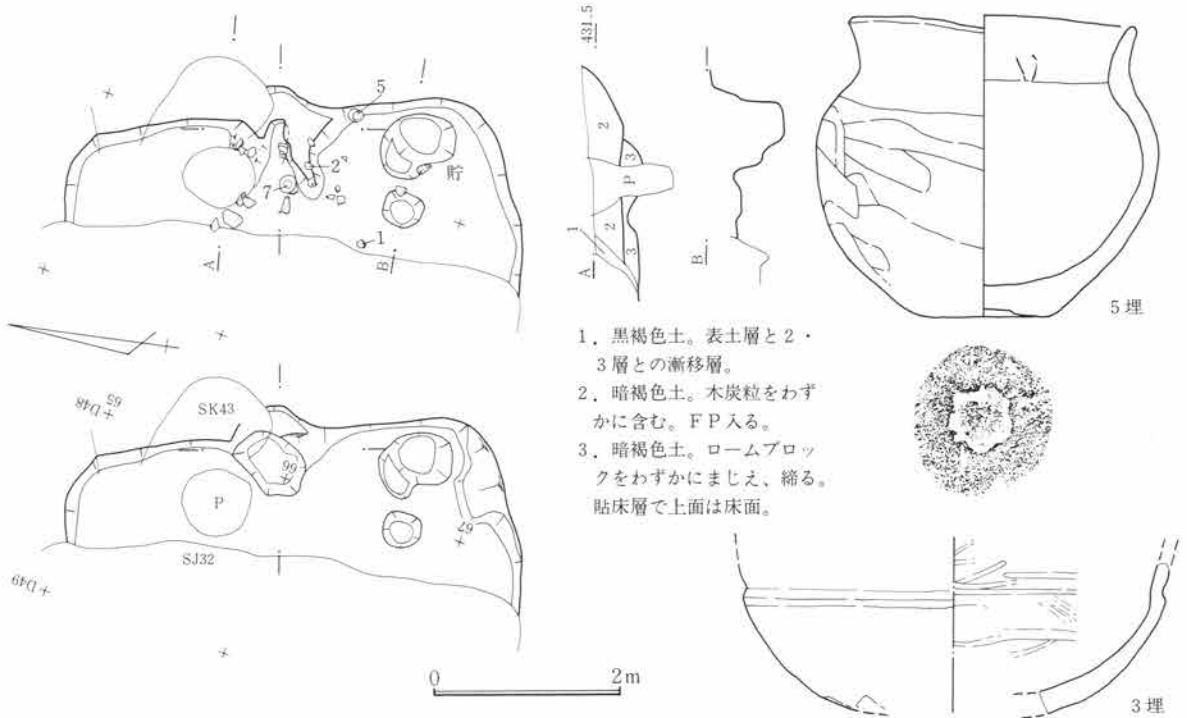 5
2
7
貯
1
A
B
431.5
2
3
P
2
1
3
A
B
5埋
1．黒褐色土。表土層と2・
3層との漸移層。
2．暗褐色土。木炭粒をわず
かに含む。FP入る。
3．暗褐色土。ロームブロッ
クをわずかにまじえ、締る。
貼床層で上面は床面。
65
+D48
SK43
66
P
67
SJ32
+D49
0 2m
3埋